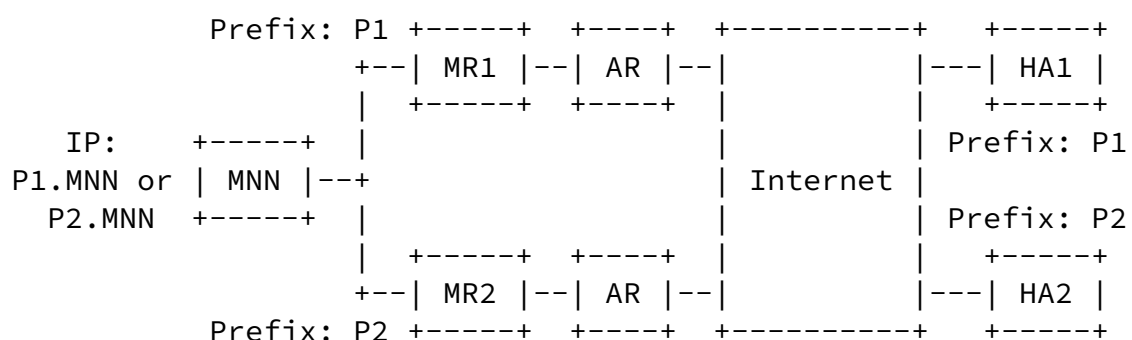 Prefix: P1 +-----+  +----+  +----------+   +-----+
                  +--| MR1 |--| AR |--|          |---| HA1 |
                  |  +-----+  +----+  |          |   +-----+
   IP:    +-----+  |                   |          | Prefix: P1
P1.MNN or | MNN |--+                   | Internet |
  P2.MNN  +-----+  |                   |          | Prefix: P2
                  |  +-----+  +----+  |          |   +-----+
                  +--| MR2 |--| AR |--|          |---| HA2 |
          Prefix: P2 +-----+  +----+  +----------+   +-----+